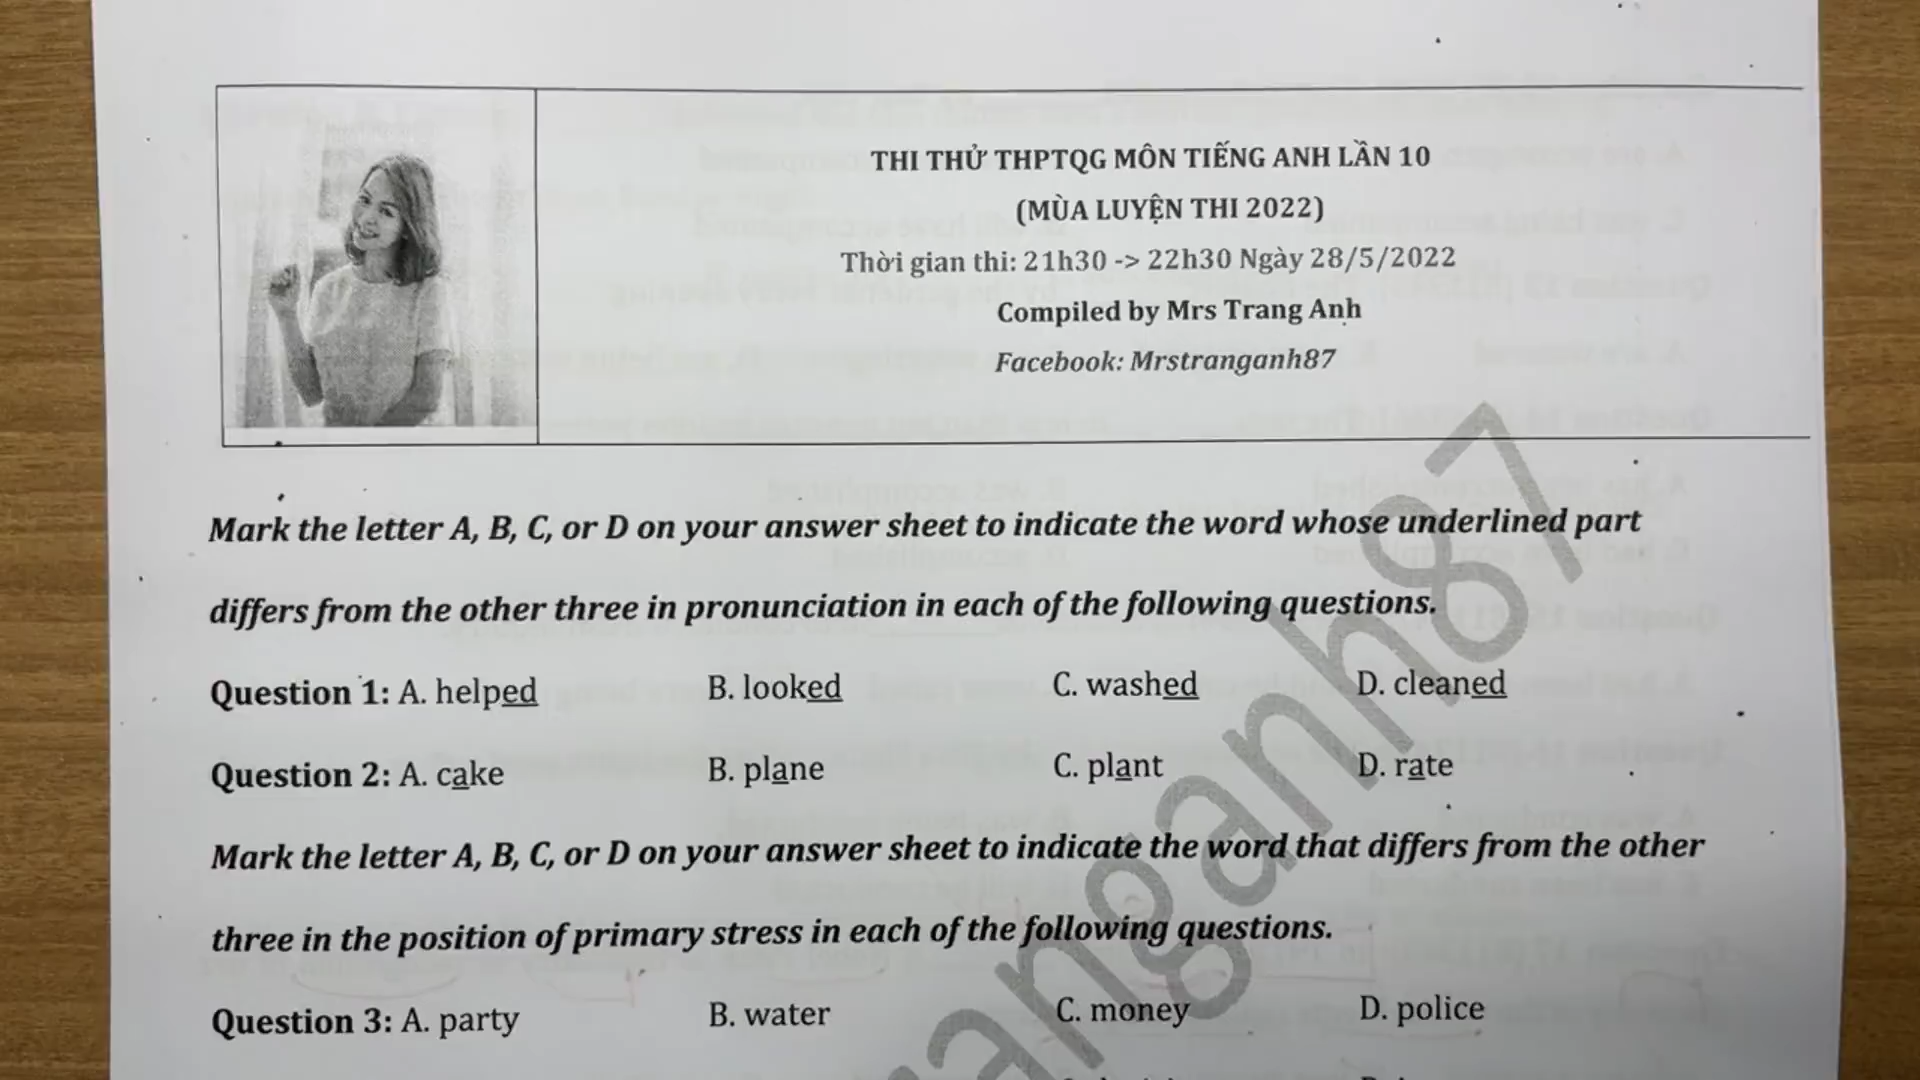 THI THỬ THPTQG MÔN TIẾNG ANH LẦN 10
(MÙA LUYỆN THI 2022)
Thời gian thi: 21h30 -> 22h30 Ngày 28/5/2022
Compiled by Mrs Trang Anh
Facebook: Mrstranganh87
Mark the letter A, B, C, or D on your answer sheet to indicate the word whose underlined part
differs from the other three in pronunciation in each of the following questions.
Question 1: A. helped B. looked C. washed D. cleaned
Question 2: A. cake B. plane C. plant D. rate
Mark the letter A, B, C, or D on your answer sheet to indicate the word that differs from the other
three in the position of primary stress in each of the following questions.
Question 3: A. party B. water C. money D. police